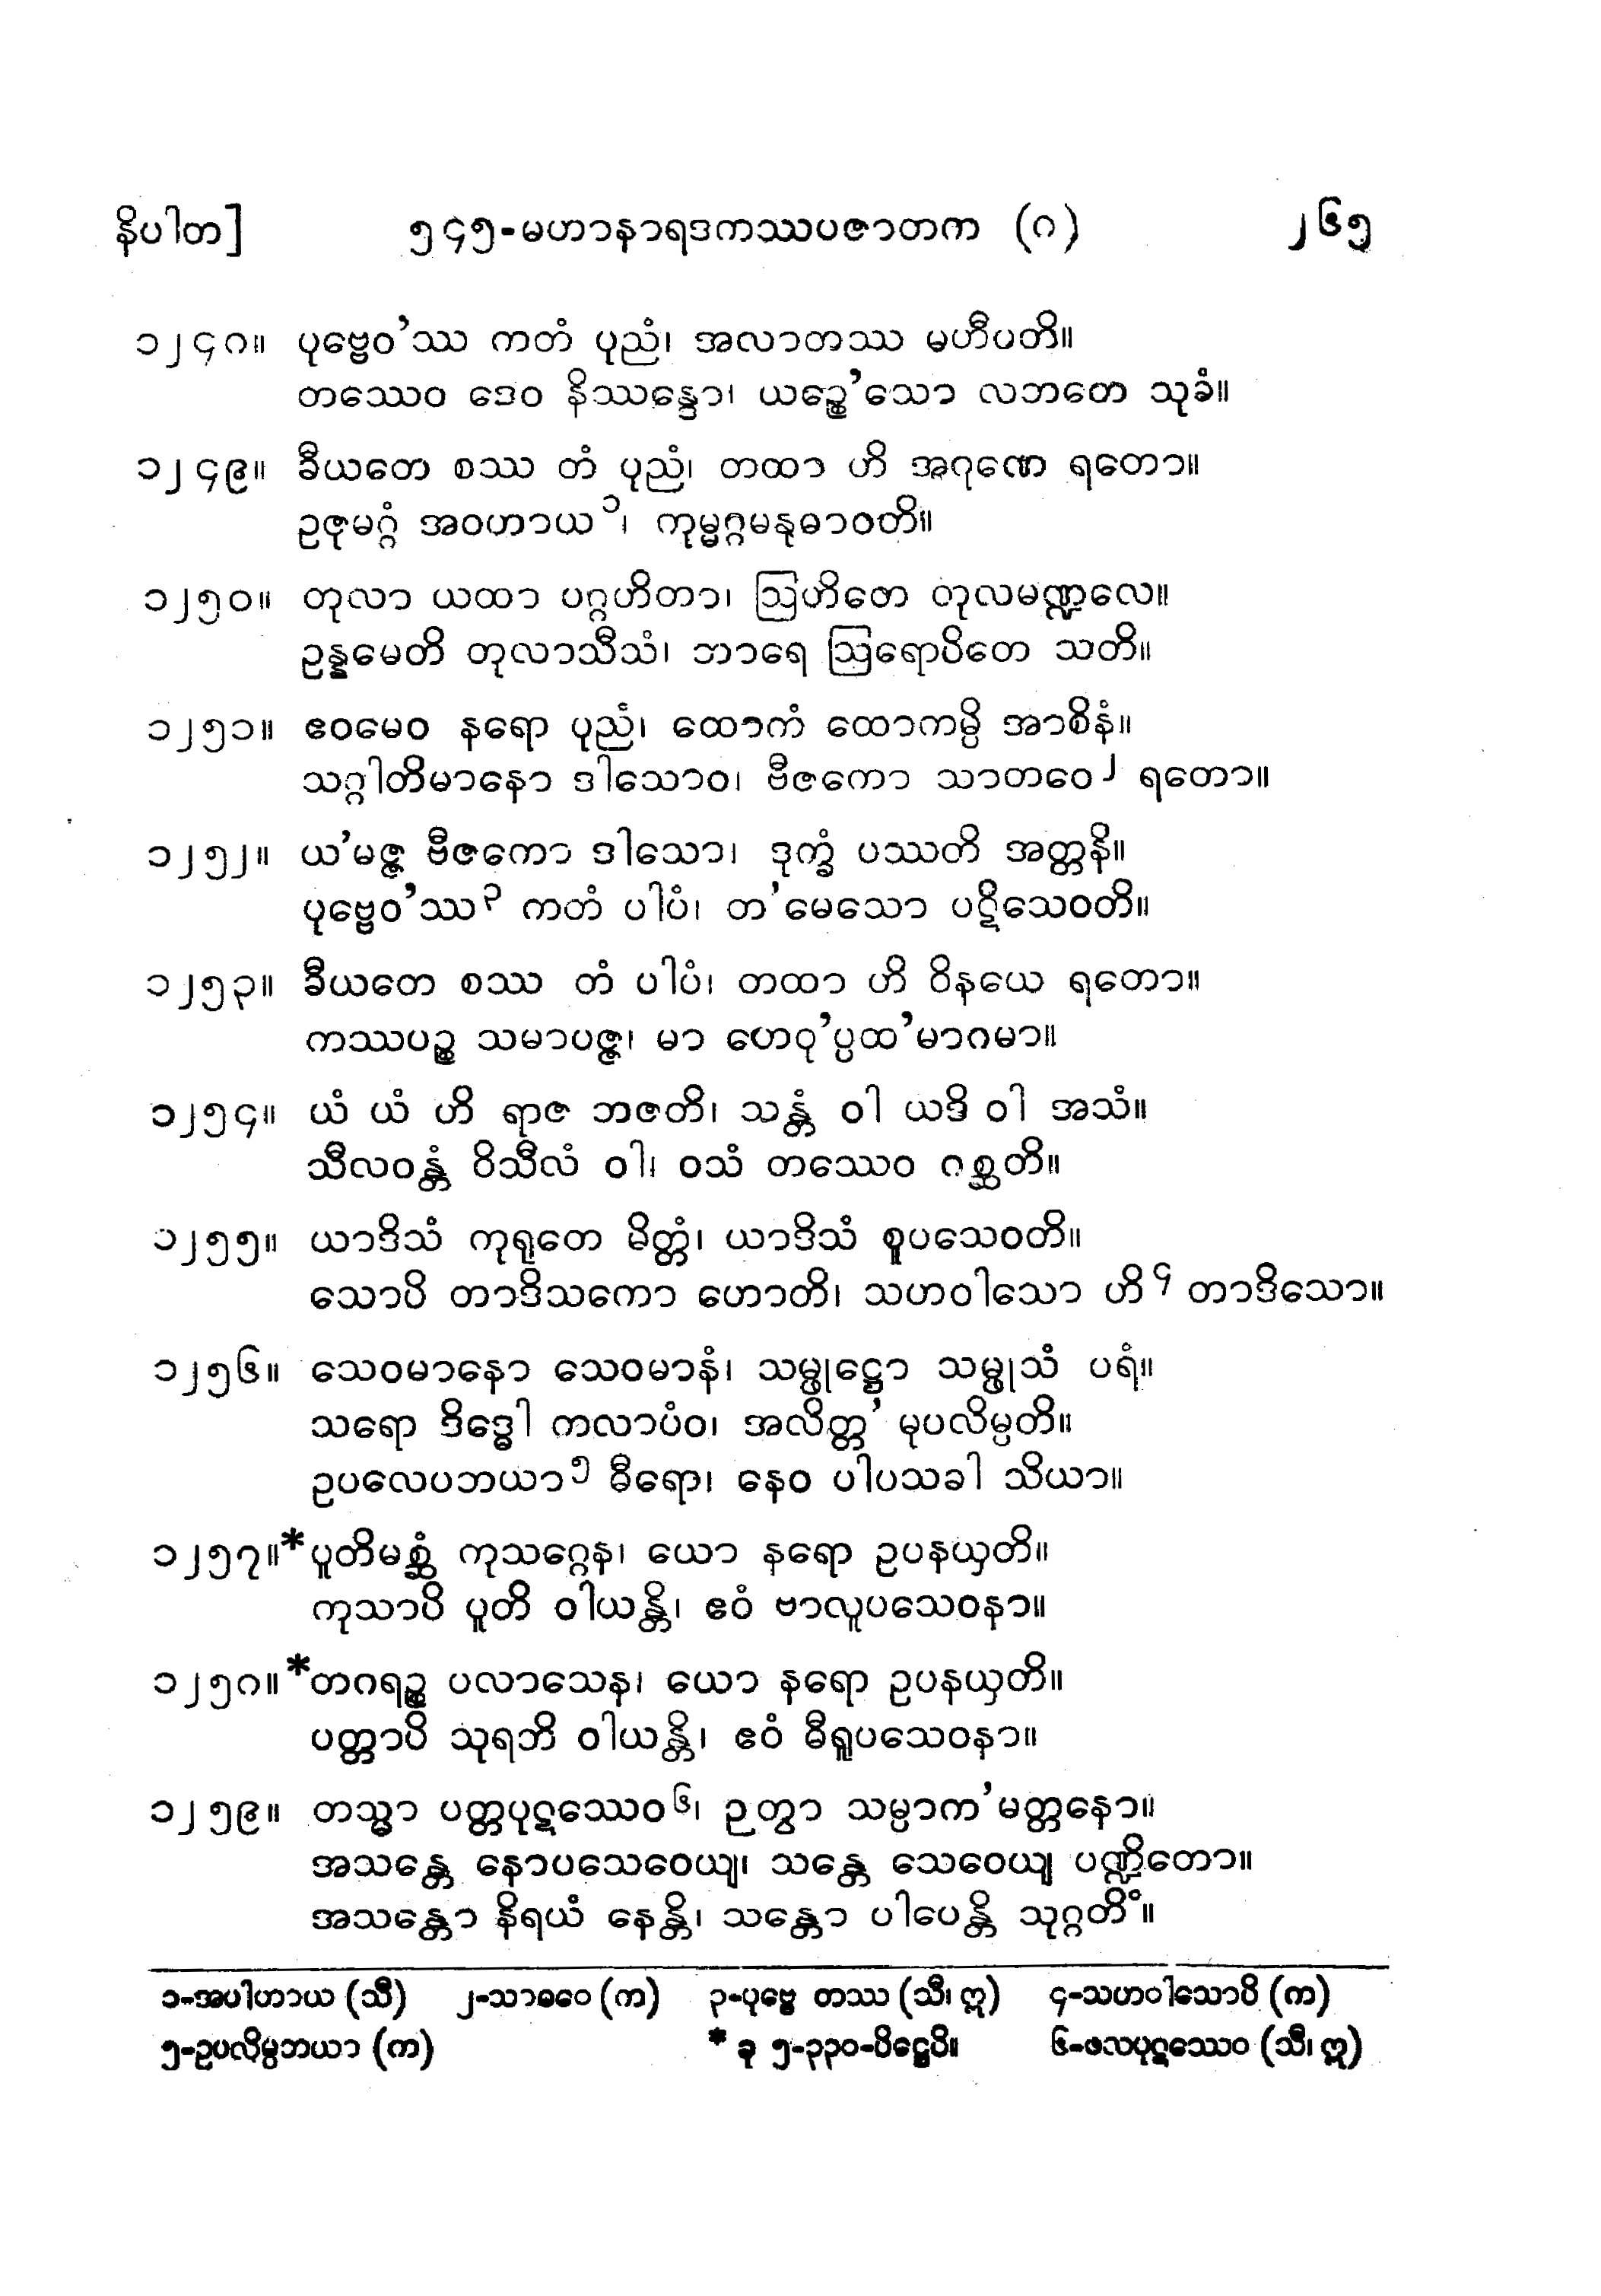 နိပါတ] ၅၄၅-မဟာနာရဒကဿပဇာတက (၈) ၂၆၅
၁၂၄၈။ ပုဗ္ဗေဝ’ဿ ကတံ ပုညံ၊ အလာတဿ မဟီပတိ။
တဿေဝ ဒေဝ နိဿန္ဒော၊ ယဉ္စေ’သော လဘတေ သုခံ။
၁၂၄၉။ ခီယတေ စဿ တံ ပုညံ၊ တထာ ဟိ အဂုဏေ ရတော။
ဥဇုမဂ္ဂံ အဝဟာယ၁၊ ကုမ္မဂ္ဂမနုဓာဝတိ။
၁၂၅၀။ တုလာ ယထာ ပဂ္ဂဟိတာ၊ ဩဟိတေ တုလမဏ္ဍလေ။
ဥန္နမေတိ တုလာသီသံ၊ ဘာရေ ဩရောပိတေ သတိ။
၁၂၅၁။ ဧဝမေဝ နရော ပုညံ၊ ထောကံ ထောကမ္ပိ အာစိနံ။
သဂ္ဂါတိမာနော ဒါသောဝ၊ ဗီဇကော သာတဝေ၂ ရတော။
၁၂၅၂။ ယ’မဇ္ဇ ဗီဇကော ဒါသော၊ ဒုက္ခံ ပဿတိ အတ္တနိ။
ပုဗ္ဗေဝ’ဿ၃ ကတံ ပါပံ၊ တ’မေသော ပဋိသေဝတိ။
၁၂၅၃။ ခီယတေ စဿ တံ ပါပံ၊ တထာ ဟိ ဝိနယေ ရတော။
ကဿပဉ္စ သမာပဇ္ဇ၊ မာ ဟေဝု’ပ္ပထ’မာဂမာ။
၁၂၅၄။ ယံ ယံ ဟိ ရာဇ ဘဇတိ၊ သန္တံ ဝါ ယဒိ ဝါ အသံ။
သီလဝန္တံ ဝိသီလံ ဝါ၊ ဝသံ တဿေဝ ဂစ္ဆတိ။
၁၂၅၅။ ယာဒိသံ ကုရုတေ မိတ္တံ၊ ယာဒိသံ စူပသေဝတိ။
သောပိ တာဒိသကော ဟောတိ၊ သဟဝါသော ဟိ၄ တာဒိသော။
၁၂၅၆။ သေဝမာနော သေဝမာနံ၊ သမ္ဖုဋ္ဌော သမ္ဖုသံ ပရံ။
သရော ဒိဒ္ဓေါ ကလာပံဝ၊ အလိတ္တ’ မုပလိမ္ပတိ။
ဥပလေပဘယာ၅ ဓီရော၊ နေဝ ပါပသခါ သိယာ။
၁၂၅၇။*ပူတိမစ္ဆံ ကုသဂ္ဂေန၊ ယော နရော ဥပနယှတိ။
ကုသာပိ ပူတိ ဝါယန္တိ၊ ဧဝံ ဗာလူပသေဝနာ။
၁၂၅၈။*တဂရဉ္စ ပလာသေန၊ ယော နရော ဥပနယှတိ။
ပတ္တာပိ သုရဘိ ဝါယန္တိ၊ ဧဝံ ဓီရူပသေဝနာ။
၁၂၅၉။ တသ္မာ ပတ္တပုဋဿေဝ၆၊ ဉတွာ သမ္ပာက’မတ္တနော။
အသန္တေ နောပသေဝေယျ၊ သန္တေ သေဝေယျ ပဏ္ဍိတော။
အသန္တော နိရယံ နေန္တိ၊ သန္တော ပါပေန္တိ သုဂ္ဂတိံ။
၁-အပါဟာယ (သီ) ၂-သာဓဝေ (က) ၃-ပုဗ္ဗေ တဿ (သီ၊ ဣ) ၄-သဟဝါသောပိ (က)
၅-ဥပလိမ္ပဘယာ (က) * ခု ၅-၃၃၀-ပိဋ္ဌေပိ။ ၆-ဖလပုဋဿေဝ (သီ၊ ဣ)